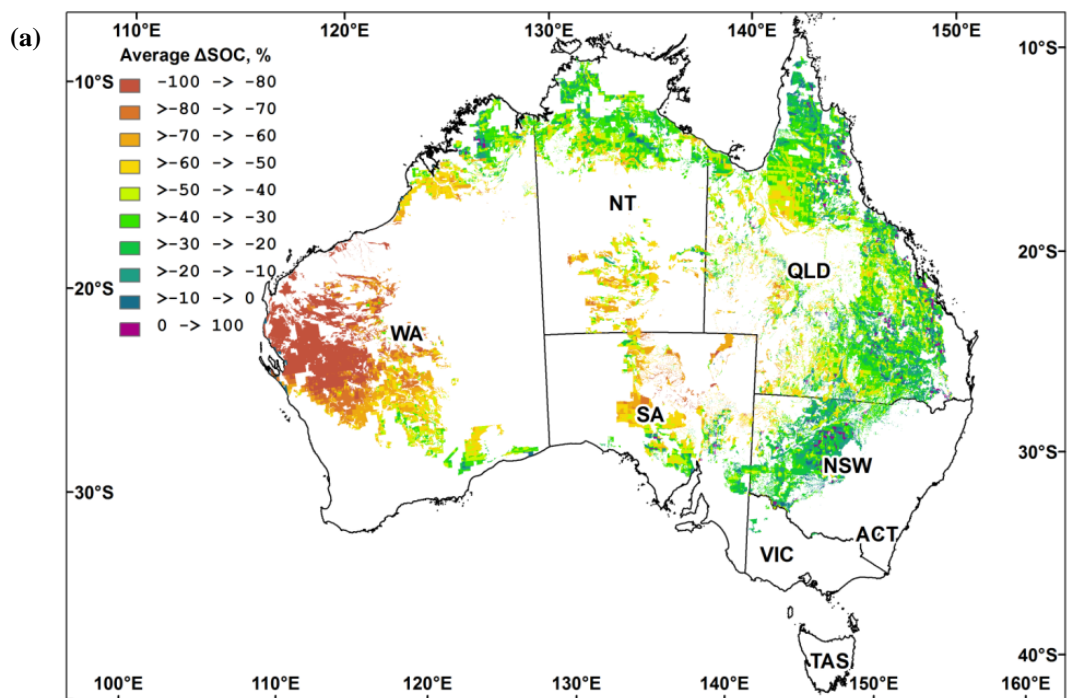 (a)
110°E 120°E 130°E 140°E 150°E
10°S 10°S
Average ΔSOC, %
-100 -> -80
>-80 -> -70
>-70 -> -60
>-60 -> -50
>-50 -> -40
>-40 -> -30
>-30 -> -20
>-20 -> -10
>-10 -> 0
0 -> 100
NT
20°S
QLD
20°S
WA
SA
NSW
30°S 30°S
ACT
VIC
TAS
40°S 40°S
100°E 110°E 120°E 130°E 140°E 150°E 160°E